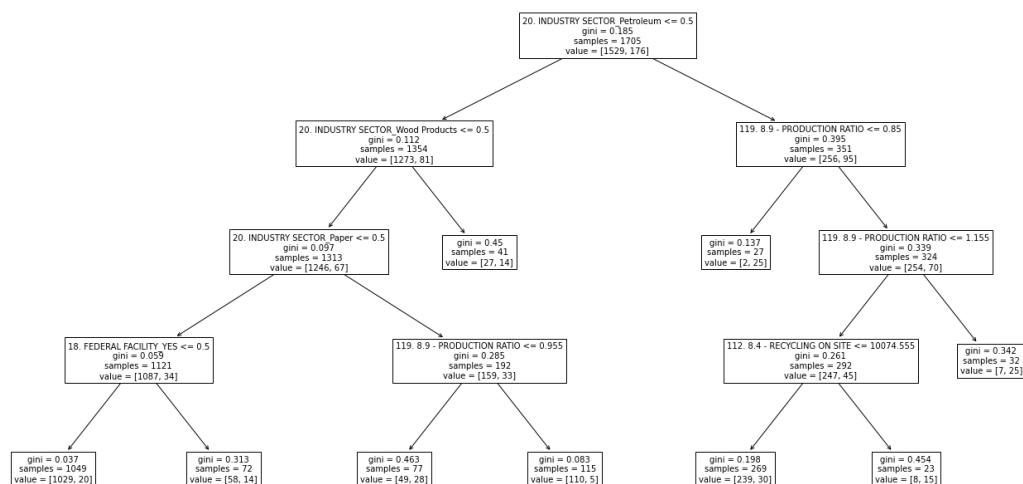 20. INDUSTRY SECTOR_Petroleum <= 0.5
gini = 0.185
samples = 1705
value = [1529, 176]
20. INDUSTRY SECTOR_Wood Products <= 0.5
gini = 0.112
samples = 1354
value = [1273, 81]
119. 8.9 - PRODUCTION RATIO <= 0.85
gini = 0.395
samples = 351
value = [256, 95]
20. INDUSTRY SECTOR_Paper <= 0.5
gini = 0.097
samples = 1313
value = [1246, 67]
gini = 0.45
samples = 41
value = [27, 14]
gini = 0.137
samples = 27
value = [2, 25]
119. 8.9 - PRODUCTION RATIO <= 1.155
gini = 0.339
samples = 324
value = [254, 70]
18. FEDERAL FACILITY_YES <= 0.5
gini = 0.059
samples = 1121
value = [1087, 34]
119. 8.9 - PRODUCTION RATIO <= 0.955
gini = 0.285
samples = 192
value = [159, 33]
112. 8.4 - RECYCLING ON SITE <= 10074.555
gini = 0.261
samples = 292
value = [247, 45]
gini = 0.342
samples = 32
value = [7, 25]
gini = 0.037
samples = 1049
value = [1029, 20]
gini = 0.313
samples = 72
value = [58, 14]
gini = 0.463
samples = 77
value = [49, 28]
gini = 0.083
samples = 115
value = [110, 5]
gini = 0.198
samples = 269
value = [239, 30]
gini = 0.454
samples = 23
value = [8, 15]